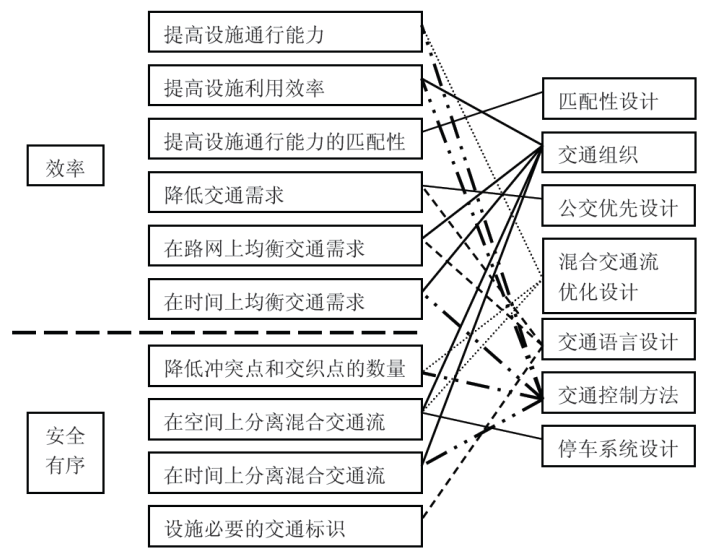 效率
安全
有序
提高设施通行能力
提高设施利用效率
提高设施通行能力的匹配性
降低交通需求
在路网上均衡交通需求
在时间上均衡交通需求
降低冲突点和交织点的数量
在空间上分离混合交通流
在时间上分离混合交通流
设施必要的交通标识
匹配性设计
交通组织
公交优先设计
混合交通流
优化设计
交通语言设计
交通控制方法
停车系统设计